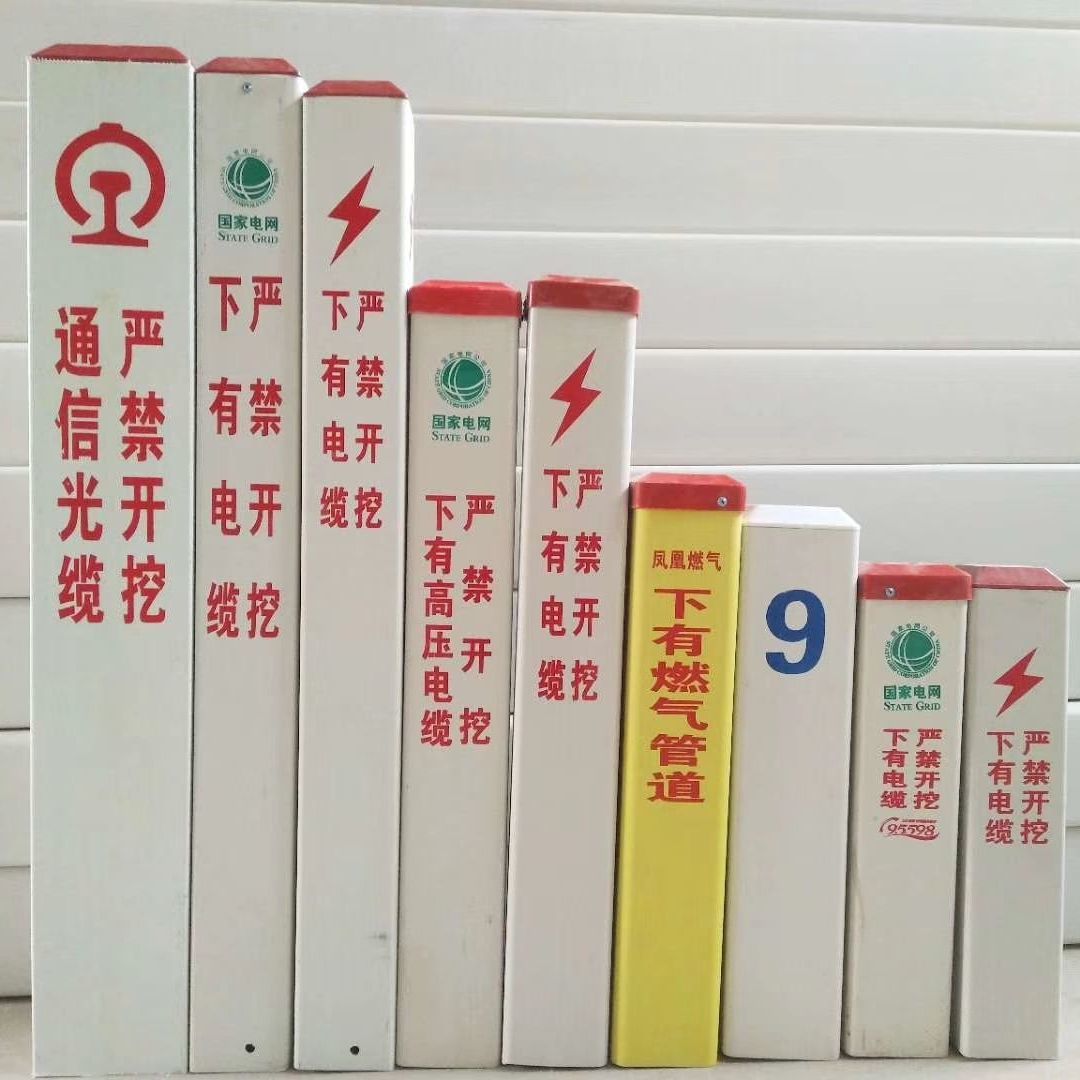 严禁开挖
通信光缆
国家电网
STATE GRID
严禁开挖
下有电缆
严禁开挖
下有电缆
国家电网
STATE GRID
严禁开挖
下有高压电缆
严禁开挖
下有电缆
凤凰燃气
下有燃气管道
9
国家电网
STATE GRID
严禁开挖
下有电缆
95598
严禁开挖
下有电缆